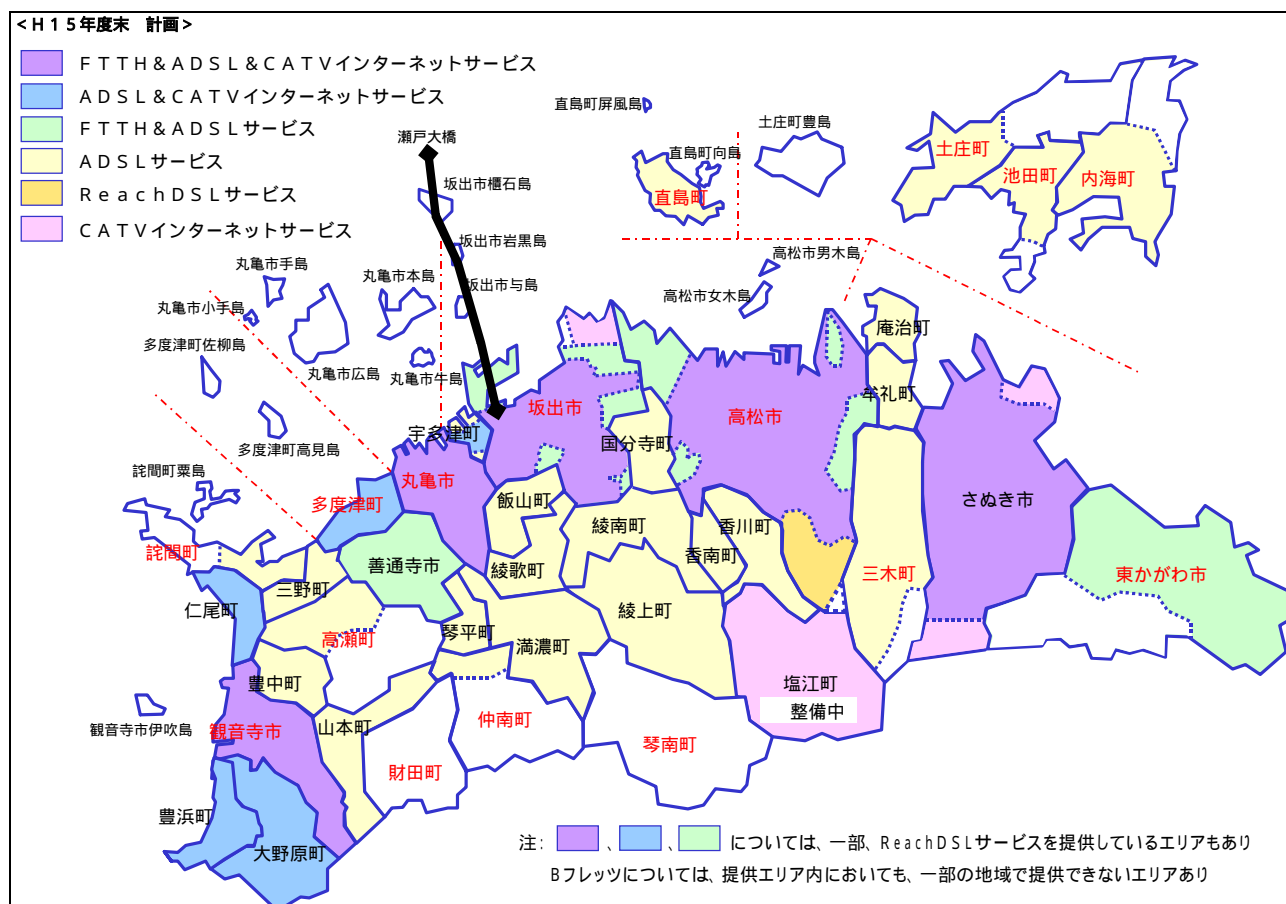 <H15年度末 計画>
FTTH&ADSL&CATVインターネットサービス
ADSL&CATVインターネットサービス
FTTH&ADSLサービス
ADSLサービス
ReachDSLサービス
CATVインターネットサービス
瀬戸大橋
坂出市櫃石島
坂出市岩黒島
坂出市与島
直島町屏風島
直島町向島
直島町
土庄町豊島
土庄町
池田町
内海町
高松市男木島
高松市女木島
丸亀市手島
丸亀市小手島
丸亀市本島
丸亀市広島
丸亀市牛島
多度津町佐柳島
多度津町高見島
詫間町粟島
詫間町
庵治町
牟礼町
坂出市
高松市
国分寺町
宇多津町
丸亀市
多度津町
飯山町
さぬき市
善通寺市
綾南町
香川町
香南町
綾歌町
三木町
東かがわ市
三野町
仁尾町
高瀬町
琴平町
満濃町
綾上町
豊中町
塩江町
整備中
観音寺市伊吹島
観音寺市
山本町
仲南町
琴南町
財田町
豊浜町
大野原町
注: 、 、 については、一部、ReachDSLサービスを提供しているエリアもあり
Bフレッツについては、提供エリア内においても、一部の地域で提供できないエリアあり